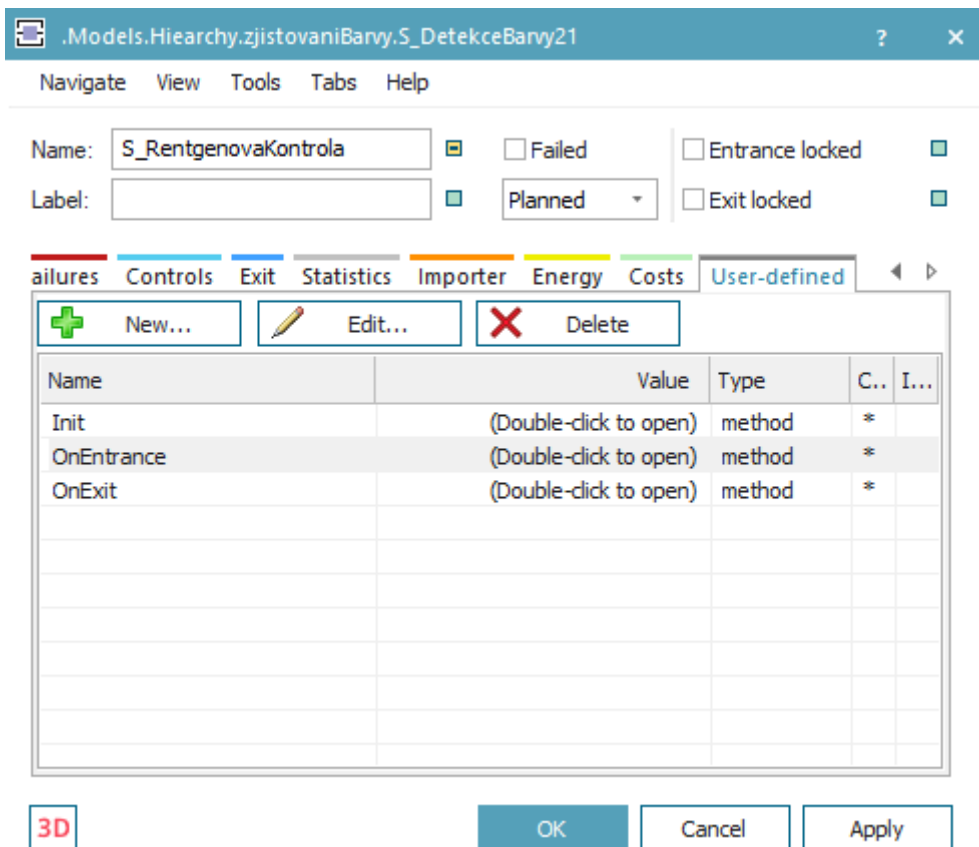 .Models.Hiearchy.zjistovaniBarvy.S_DetekceBarvy21 ? ×
Navigate View Tools Tabs Help
Name: S_RentgenovaKontrola Failed Entrance locked
Label: Planned Exit locked
ailures Controls Exit Statistics Importer Energy Costs User-defined
New... Edit... Delete
Name Value Type C.. I...
Init (Double-click to open) method *
OnEntrance (Double-click to open) method *
OnExit (Double-click to open) method *
3D OK Cancel Apply